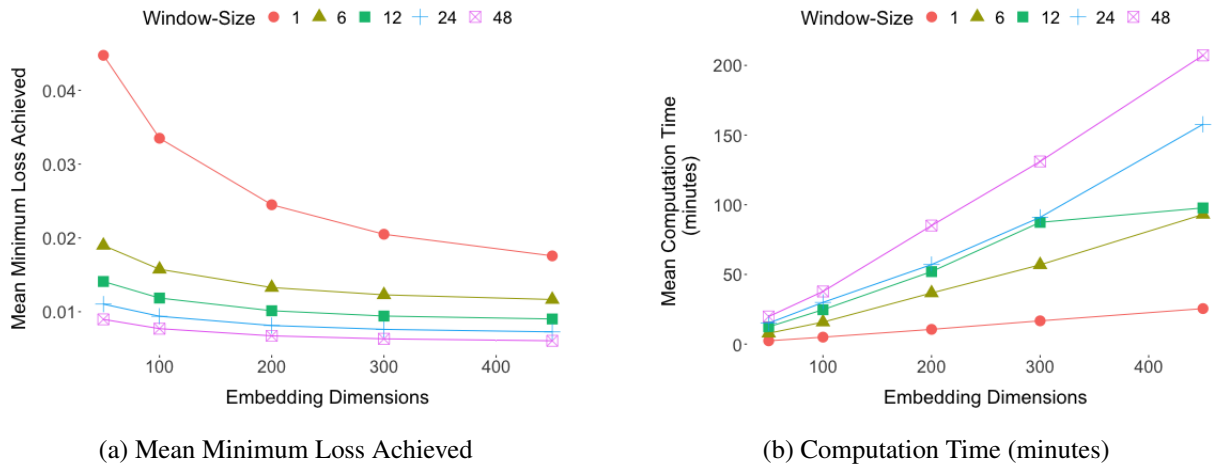 Window-Size 1 6 12 24 48
Mean Minimum Loss Achieved
0.04
0.03
0.02
0.01
100 200 300 400
Embedding Dimensions
(a) Mean Minimum Loss Achieved
Window-Size 1 6 12 24 48
Mean Computation Time
(minutes)
200
150
100
50
0
100 200 300 400
Embedding Dimensions
(b) Computation Time (minutes)